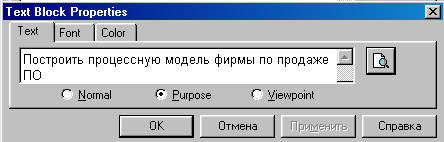 Text Block Properties
Text Font Color
Построить процессную модель фирмы по продаже
ПО
Normal Purpose Viewpoint
OK Отмена Применить Справка